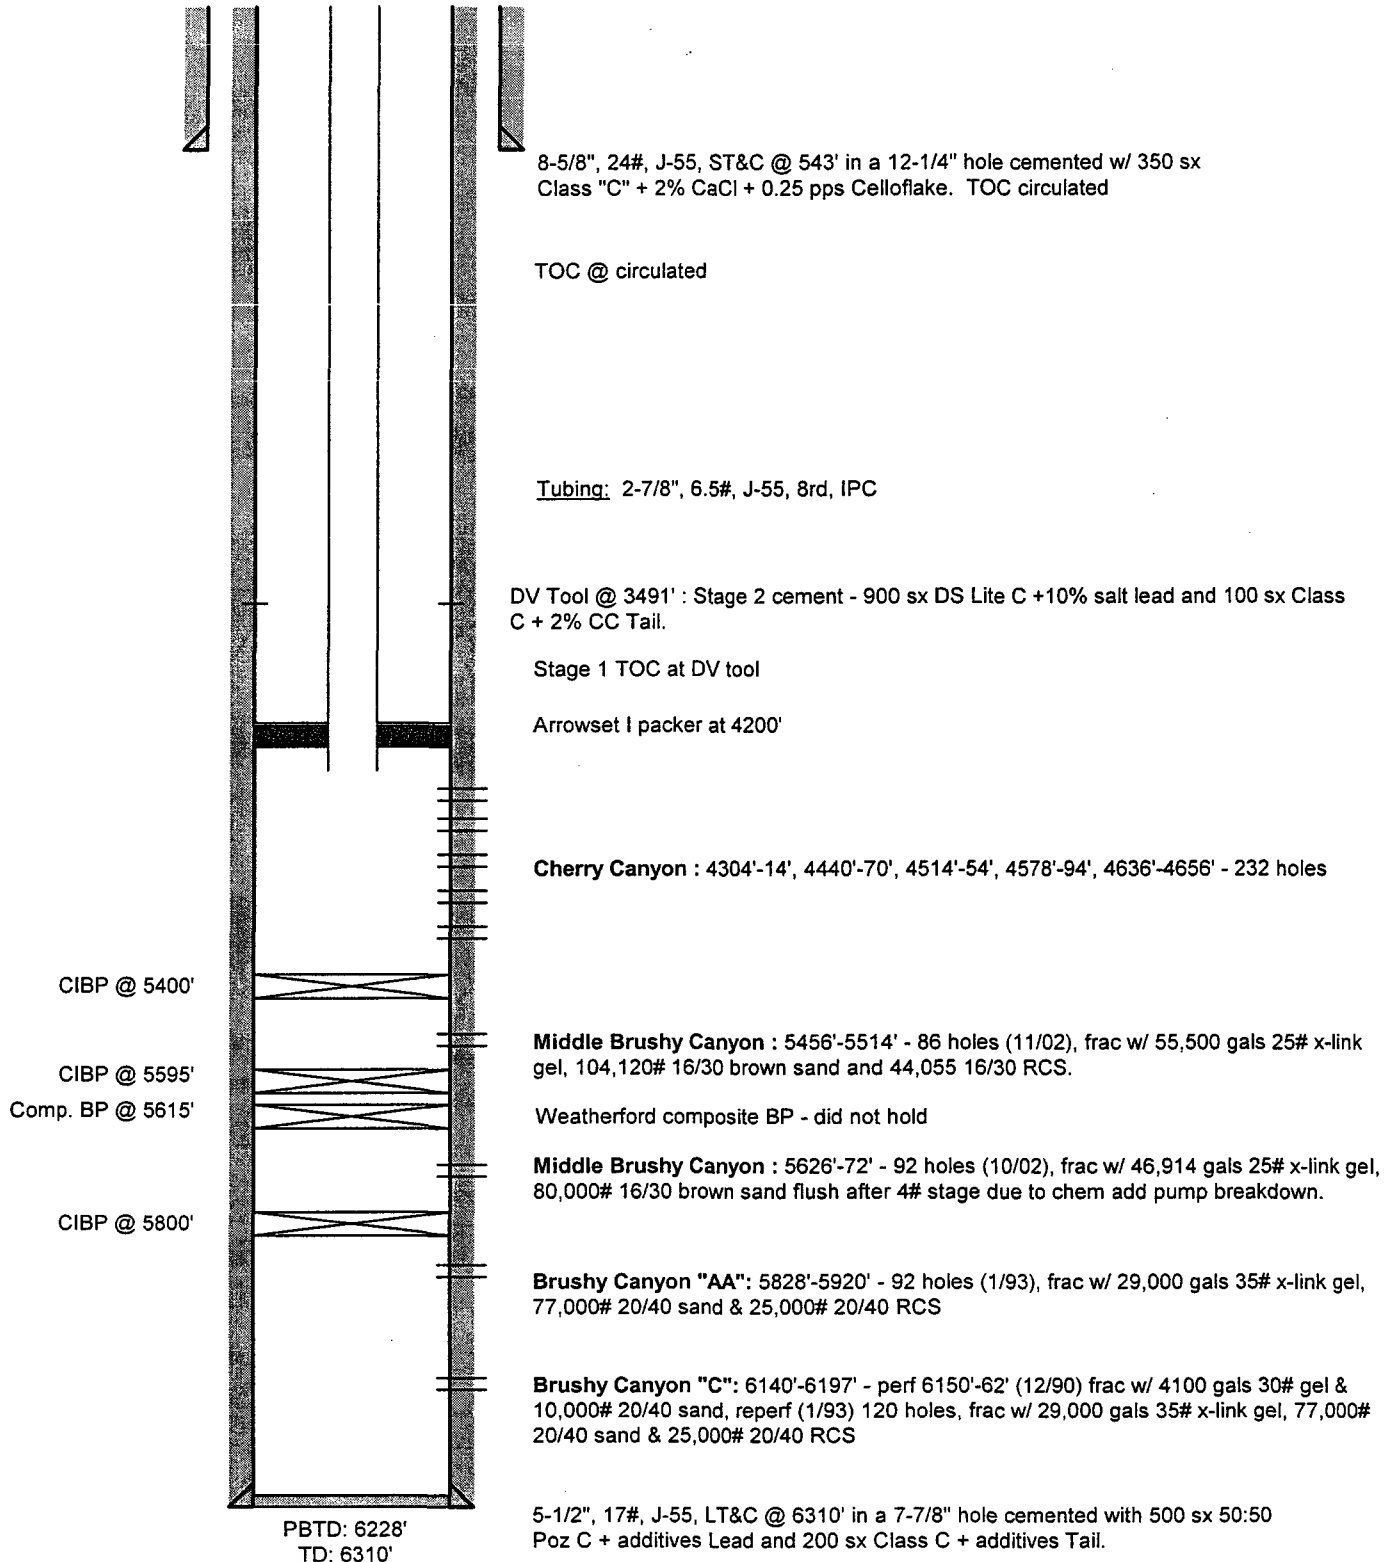 8-5/8", 24#, J-55, ST&C @ 543' in a 12-1/4" hole cemented w/ 350 sx
Class "C" + 2% CaCl + 0.25 pps Celloflake.  TOC circulated
TOC @ circulated
Tubing:  2-7/8", 6.5#, J-55, 8rd, IPC
DV Tool @ 3491' : Stage 2 cement - 900 sx DS Lite C +10% salt lead and 100 sx Class
C + 2% CC Tail.
Stage 1 TOC at DV tool
Arrowset I packer at 4200'
Cherry Canyon : 4304'-14', 4440'-70', 4514'-54', 4578'-94', 4636'-4656' - 232 holes
CIBP @ 5400'
Middle Brushy Canyon : 5456'-5514' - 86 holes (11/02), frac w/ 55,500 gals 25# x-link
gel, 104,120# 16/30 brown sand and 44,055 16/30 RCS.
CIBP @ 5595'
Comp. BP @ 5615'
Weatherford composite BP - did not hold
Middle Brushy Canyon : 5626'-72' - 92 holes (10/02), frac w/ 46,914 gals 25# x-link gel,
80,000# 16/30 brown sand flush after 4# stage due to chem add pump breakdown.
CIBP @ 5800'
Brushy Canyon "AA": 5828'-5920' - 92 holes (1/93), frac w/ 29,000 gals 35# x-link gel,
77,000# 20/40 sand & 25,000# 20/40 RCS
Brushy Canyon "C": 6140'-6197' - perf 6150'-62' (12/90) frac w/ 4100 gals 30# gel &
10,000# 20/40 sand, reperf (1/93) 120 holes, frac w/ 29,000 gals 35# x-link gel, 77,000#
20/40 sand & 25,000# 20/40 RCS
5-1/2", 17#, J-55, LT&C @ 6310' in a 7-7/8" hole cemented with 500 sx 50:50
Poz C + additives Lead and 200 sx Class C + additives Tail.
PBTD: 6228'
TD: 6310'